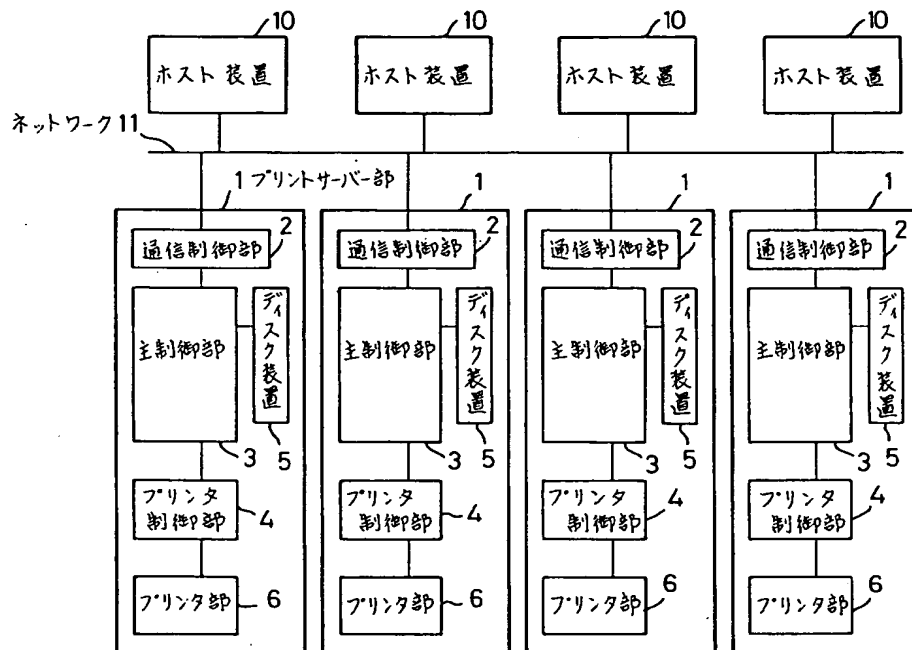 10 10 10 10
ホスト装置 ホスト装置 ホスト装置 ホスト装置
ネットワーク11
1 プリントサーバー部 1 1 1
2 2 2 2
通信制御部 通信制御部 通信制御部 通信制御部
主制御部 主制御部 主制御部 主制御部
ディスク装置 ディスク装置 ディスク装置 ディスク装置
3 5 3 5 3 5 3 5
プリンタ プリンタ プリンタ プリンタ
制御部 制御部 制御部 制御部
4 4 4 4
プリンタ部 プリンタ部 プリンタ部 プリンタ部
6 6 6 6